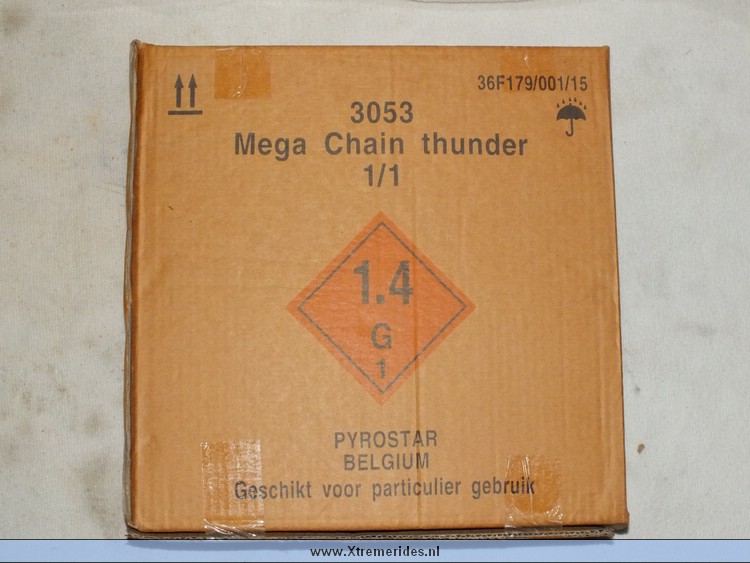 36F179/001/15
3053
Mega Chain thunder
1/1
1.4
G
1
PYROSTAR
BELGIUM
Geschikt voor particulier gebruik
www.Xtremerides.nl